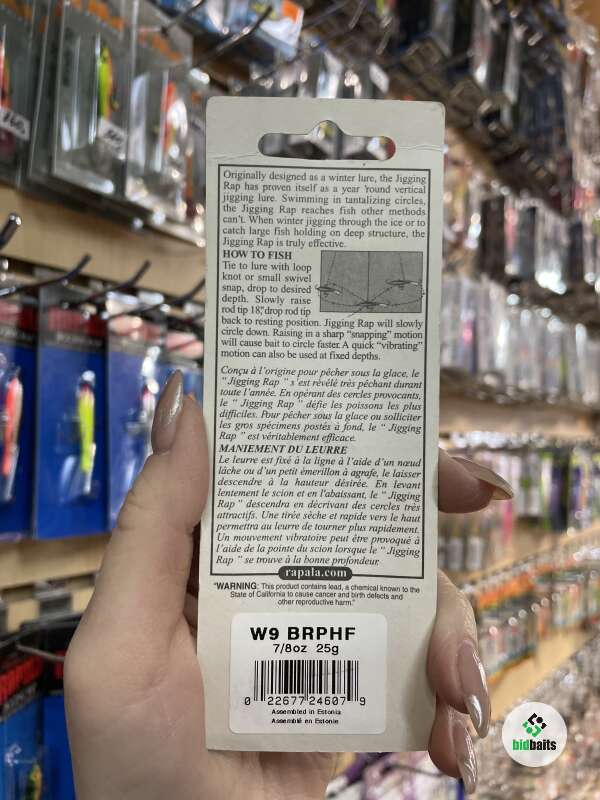 Originally designed as a winter lure, the Jigging
Rap has proven itself as a year 'round vertical
jigging lure. Swimming in tantalizing circles,
the Jigging Rap reaches fish other methods
can't. When winter jigging through the ice or to
catch large fish holding on deep structure, the
Jigging Rap is truly effective.
HOW TO FISH
Tie to lure with loop
knot or small swivel
snap, drop to desired
depth. Slowly raise
rod tip 18", drop rod tip
back to resting position. Jigging Rap will slowly
circle down. Raising in a sharp “snapping” motion
will cause bait to circle faster. A quick “vibrating”
motion can also be used at fixed depths.
Conçu à l'origine pour pêcher sous la glace, le
“ Jigging Rap ” s'est révélé très pêchant durant
toute l'année. En opérant des cercles provocants,
le “ Jigging Rap ” défie les poissons les plus
difficiles. Pour pêcher sous la glace ou solliciter
les gros spécimens postés à fond, le “ Jigging
Rap ” est véritablement efficace.
MANIEMENT DU LEURRE
Le leurre est fixé à la ligne à l'aide d'un nœud
lâche ou d'un petit émerillon à agrafe, le laisser
descendre à la hauteur désirée. En levant
lentement le scion et en l'abaissant, le “ Jigging
Rap ” descendra en décrivant des cercles très
attractifs. Une tirée sèche et rapide vers le haut
permettra au leurre de tourner plus rapidement.
Un mouvement vibratoire peut être provoqué à
l'aide de la pointe du scion lorsque le “ Jigging
Rap ” se trouve à la bonne profondeur.
rapala.com
"WARNING: This product contains lead, a chemical known to the
State of California to cause cancer and birth defects and
other reproductive harm."
W9 BRPHF
7/8oz 25g
0 22677 24607 9
Assembled in Estonia
Assemblé en Estonie
bidbaits